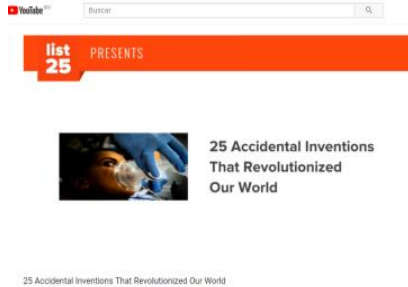 YouTube MX
Buscar
list
25
PRESENTS
25 Accidental Inventions
That Revolutionized
Our World
25 Accidental Inventions That Revolutionized Our World